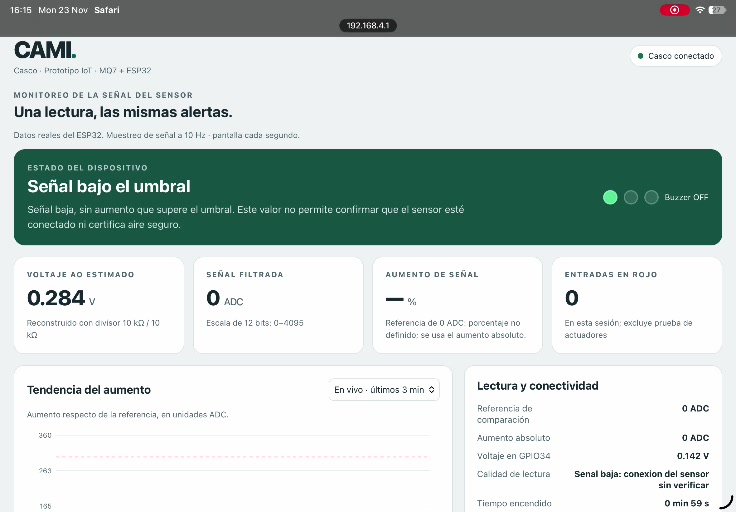 16:15 Mon 23 Nov Safari
27
192.168.4.1
CAMI.
Casco conectado
Casco · Prototipo IoT · MQ7 + ESP32
MONITOREO DE LA SEÑAL DEL SENSOR
Una lectura, las mismas alertas.
Datos reales del ESP32. Muestreo de señal a 10 Hz · pantalla cada segundo.
ESTADO DEL DISPOSITIVO
Señal bajo el umbral
Señal baja, sin aumento que supere el umbral. Este valor no permite confirmar que el sensor esté
conectado ni certifica aire seguro.
Buzzer OFF
VOLTAJE AO ESTIMADO
0.284 V
Reconstruido con divisor 10 kΩ / 10
kΩ
SEÑAL FILTRADA
0 ADC
Escala de 12 bits: 0–4095
AUMENTO DE SEÑAL
— %
Referencia de 0 ADC: porcentaje no
definido; se usa el aumento absoluto.
ENTRADAS EN ROJO
0
En esta sesión; excluye prueba de
actuadores
Tendencia del aumento
En vivo · últimos 3 min
Aumento respecto de la referencia, en unidades ADC.
360
263
165
Lectura y conectividad
Referencia de
comparación
0 ADC
Aumento absoluto 0 ADC
Voltaje en GPIO34 0.142 V
Calidad de lectura Senal baja: conexion del sensor
sin verificar
Tiempo encendido 0 min 59 s